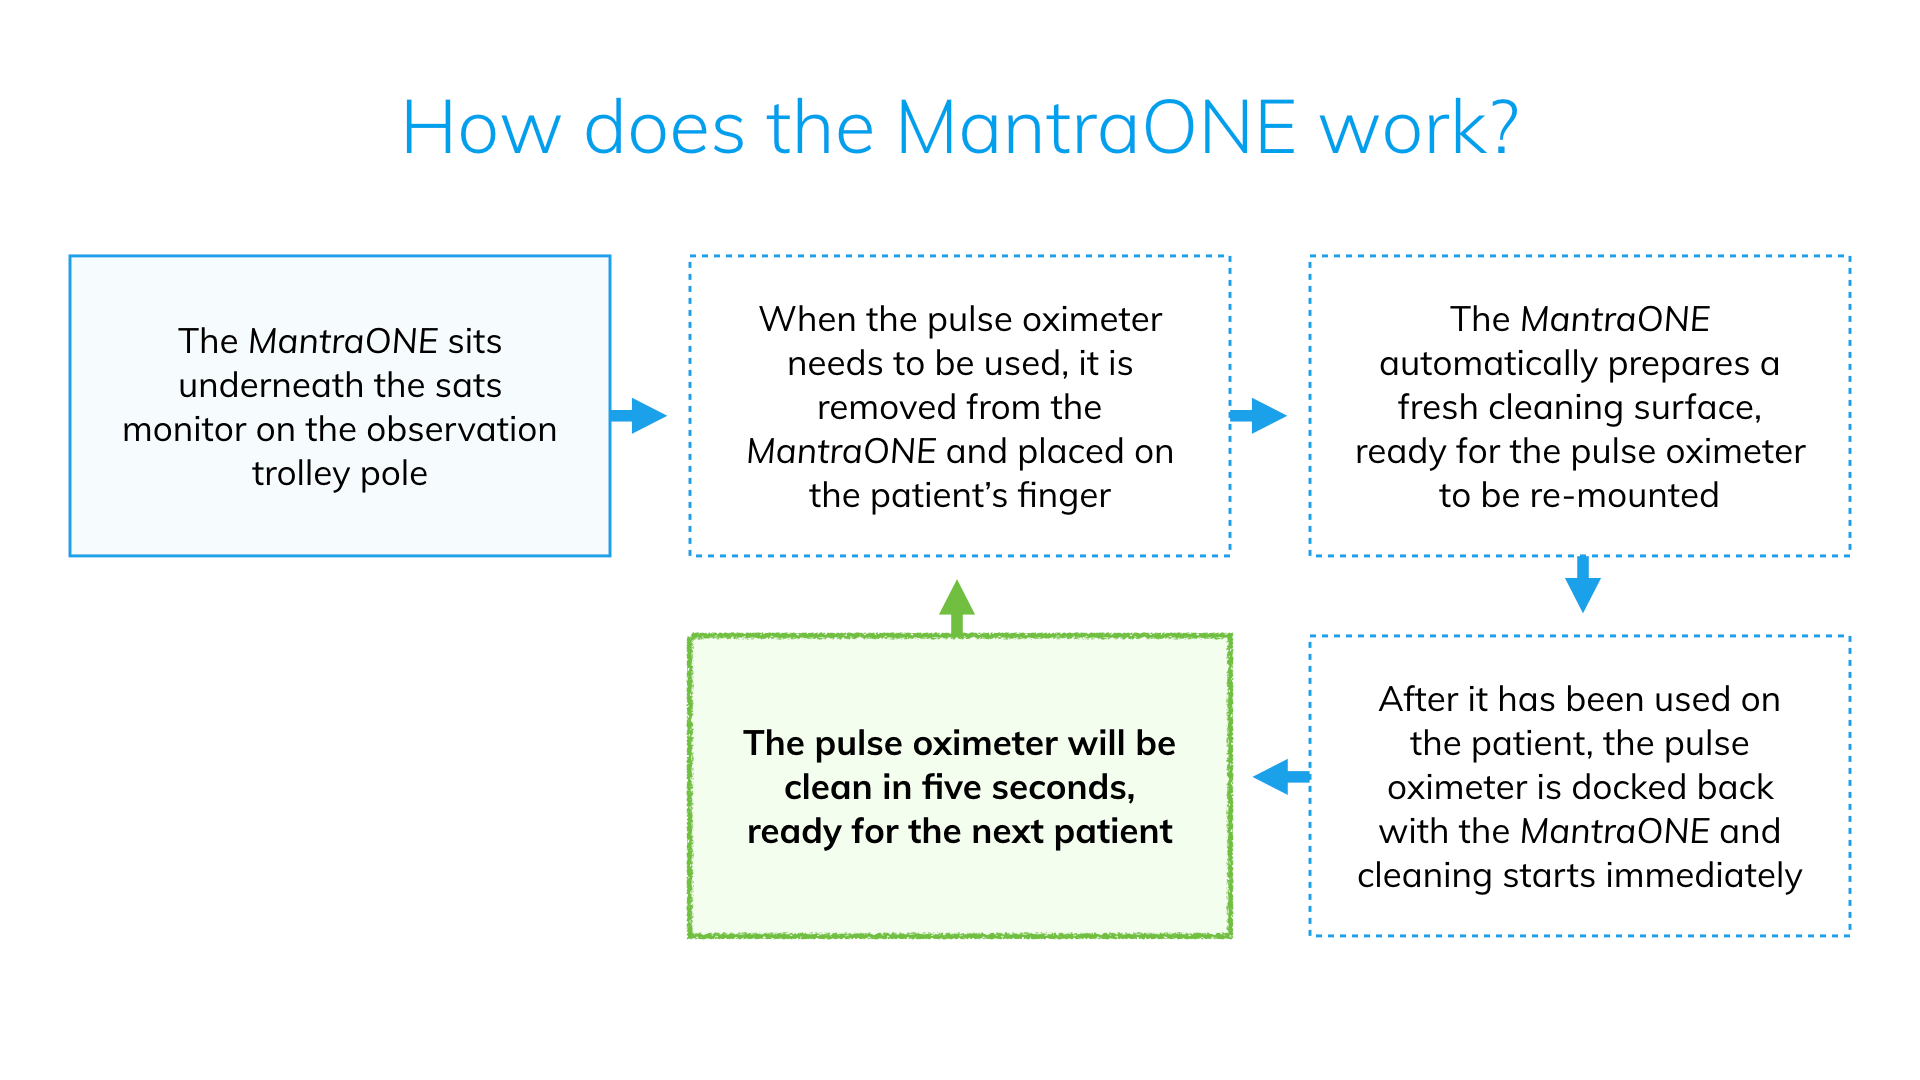 How does the MantraONE work?
The MantraONE sits
underneath the sats
monitor on the observation
trolley pole
When the pulse oximeter
needs to be used, it is
removed from the
MantraONE and placed on
the patient’s finger
The MantraONE
automatically prepares a
fresh cleaning surface,
ready for the pulse oximeter
to be re-mounted
After it has been used on
the patient, the pulse
oximeter is docked back
with the MantraONE and
cleaning starts immediately
The pulse oximeter will be
clean in five seconds,
ready for the next patient